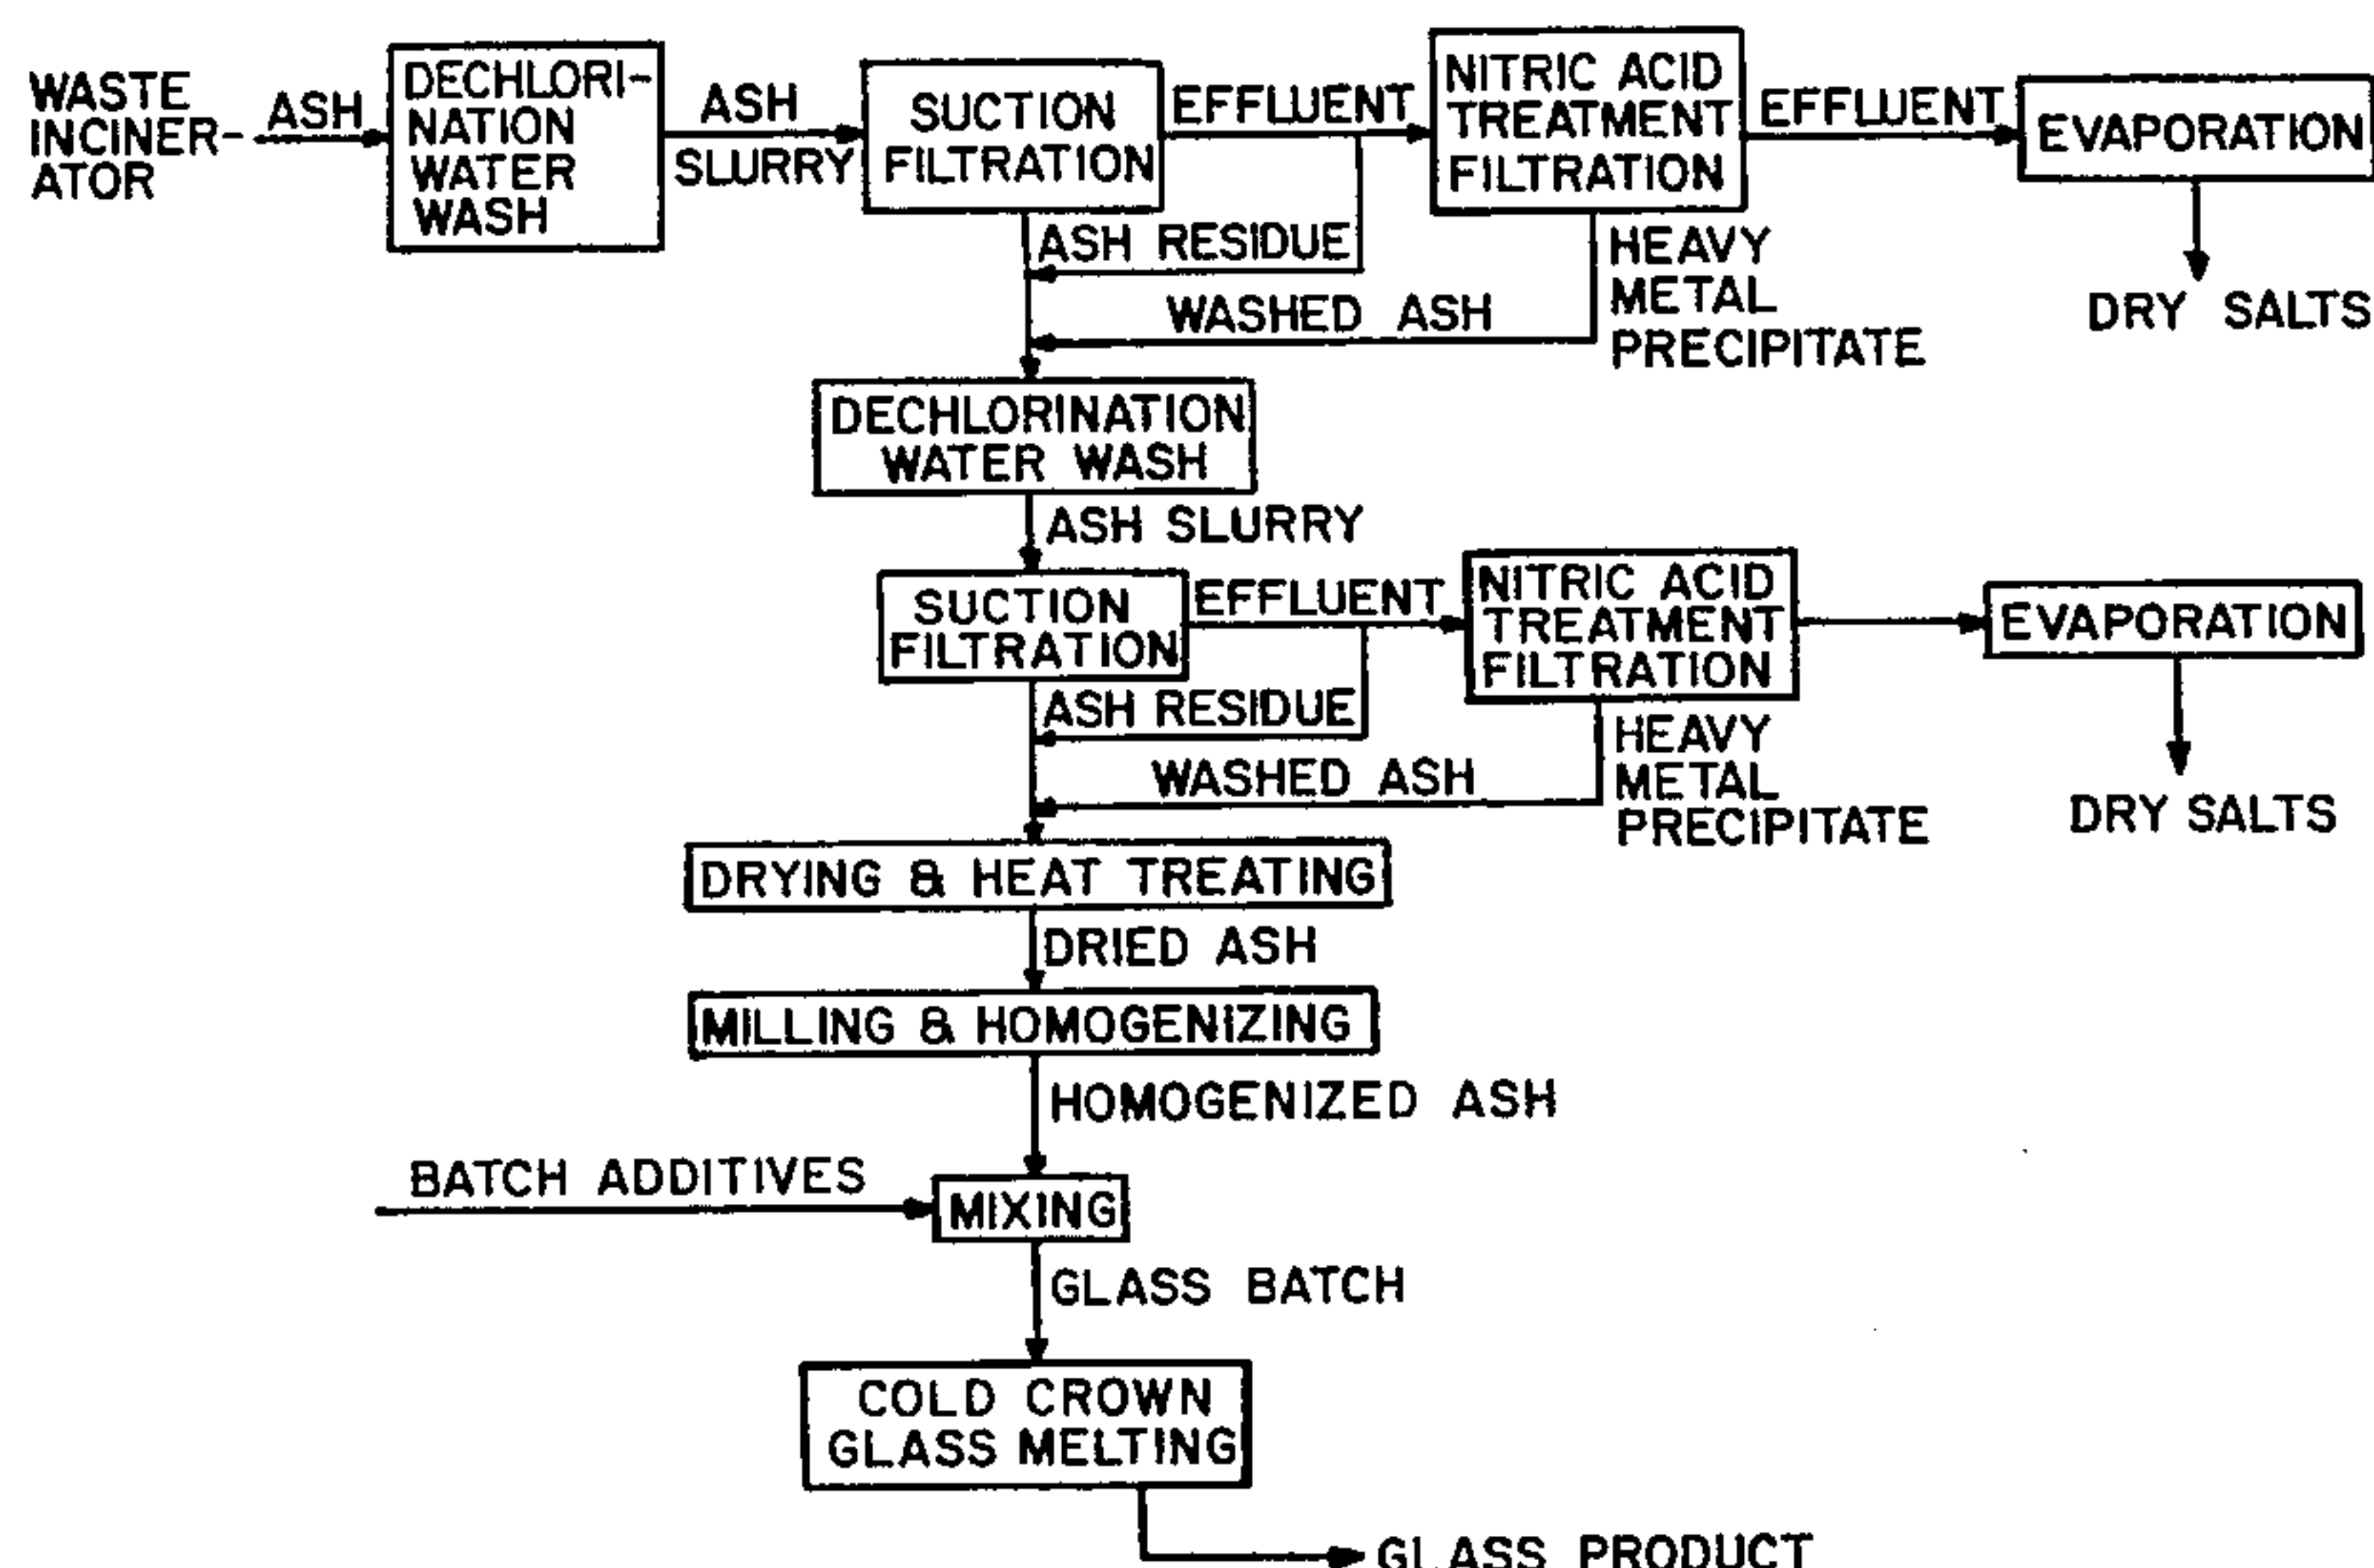 WASTE
INCINER-
ATOR
ASH
DECHLORI-
NATION
WATER
WASH
ASH
SLURRY
SUCTION
FILTRATION
EFFLUENT
NITRIC ACID
TREATMENT
FILTRATION
EFFLUENT
EVAPORATION
DRY SALTS
ASH RESIDUE
HEAVY
METAL
PRECIPITATE
WASHED ASH
DECHLORINATION
WATER WASH
ASH SLURRY
SUCTION
FILTRATION
EFFLUENT
NITRIC ACID
TREATMENT
FILTRATION
EVAPORATION
DRY SALTS
ASH RESIDUE
HEAVY
METAL
PRECIPITATE
WASHED ASH
DRYING & HEAT TREATING
DRIED ASH
MILLING & HOMOGENIZING
HOMOGENIZED ASH
BATCH ADDITIVES
MIXING
GLASS BATCH
COLD CROWN
GLASS MELTING
GLASS PRODUCT